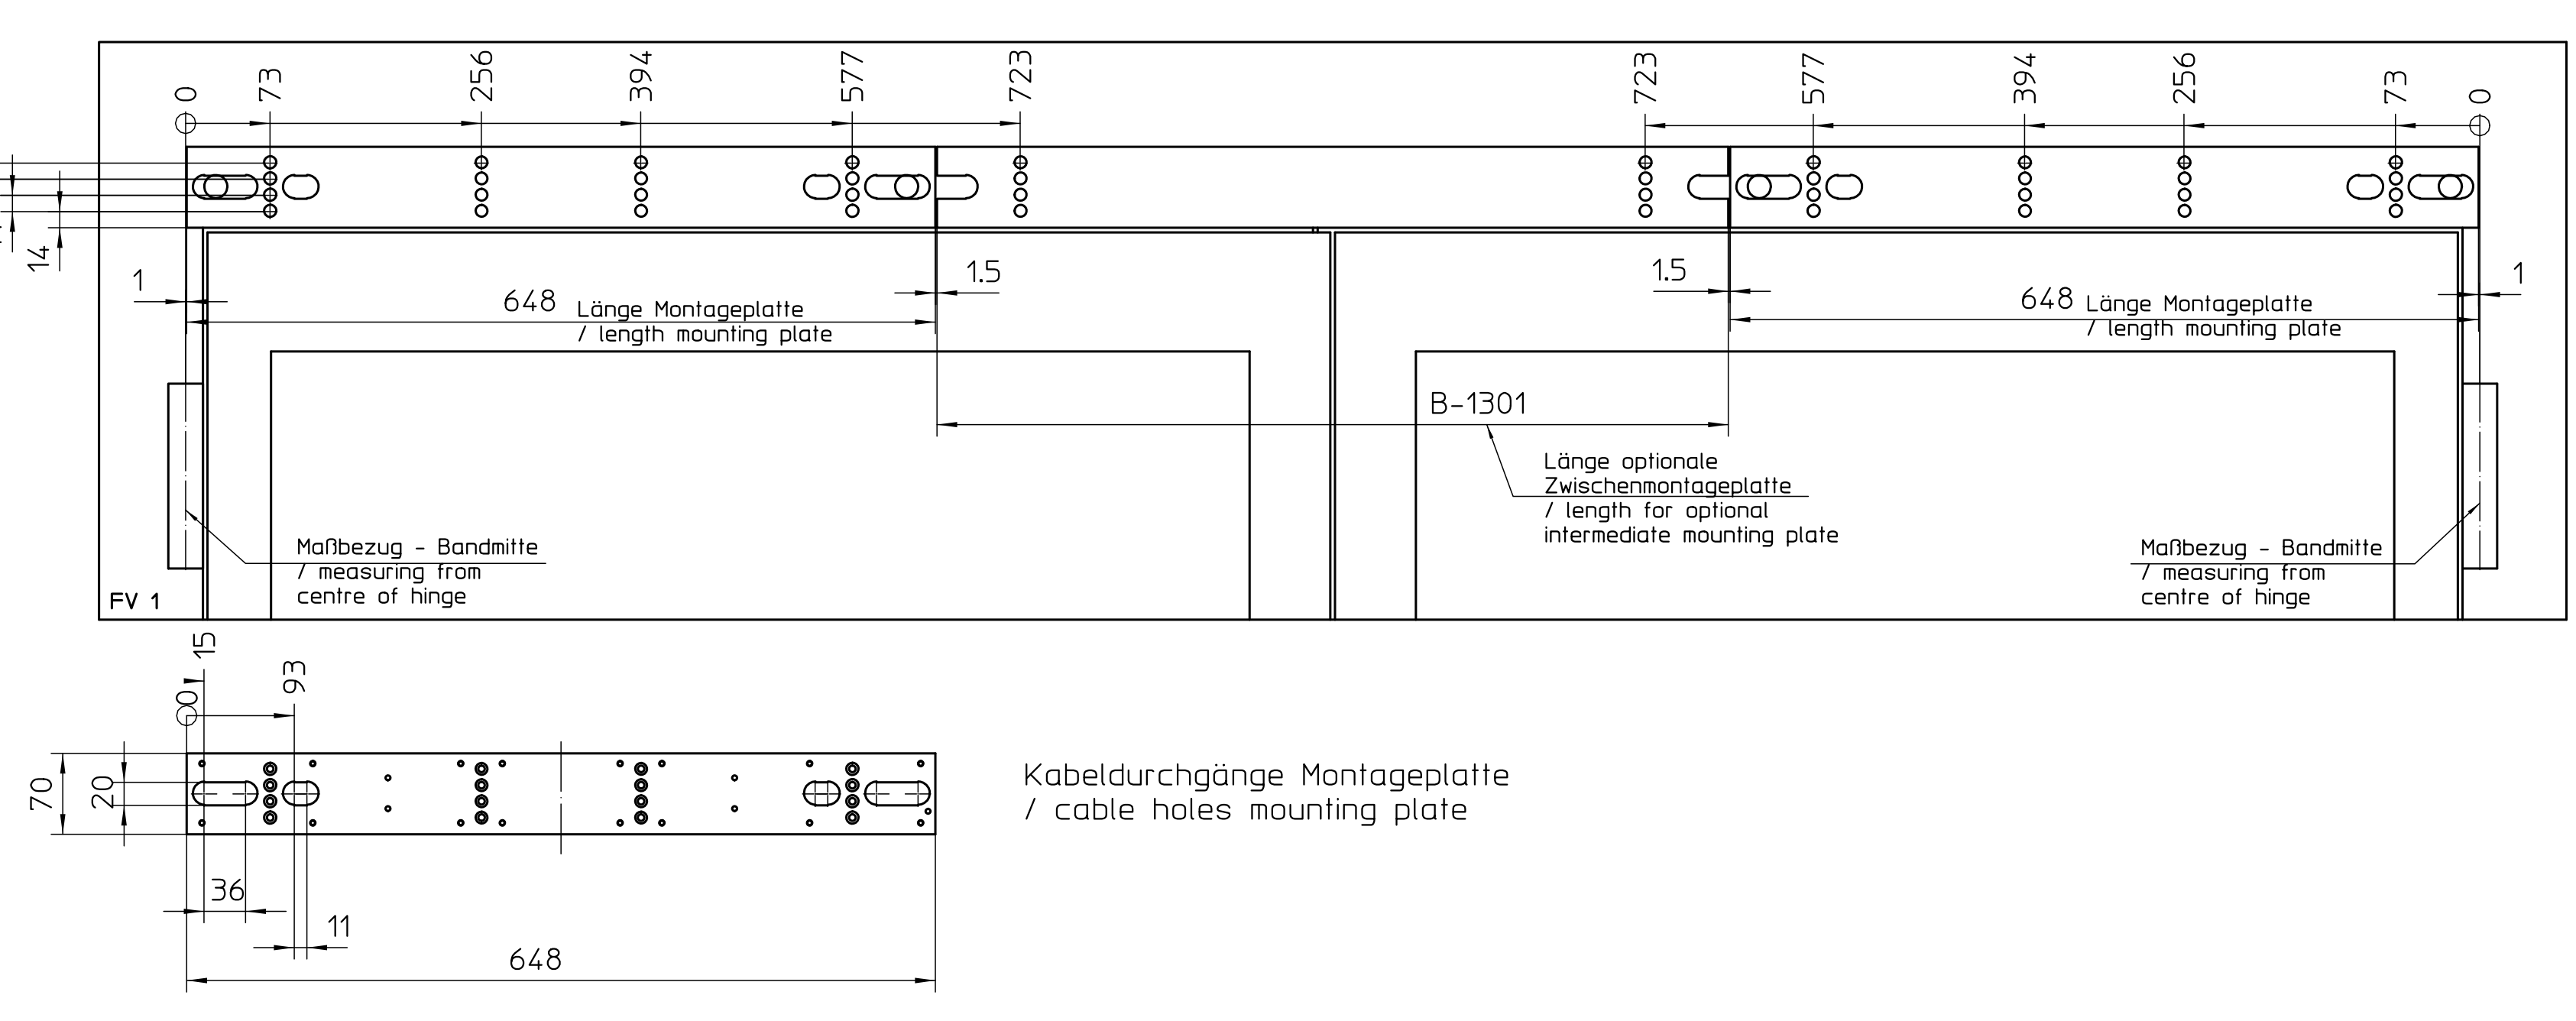 0 73 256 394 577 723 723 577 394 256 73 0
14
1 1.5 1.5 1
648 Länge Montageplatte
/ length mounting plate
648 Länge Montageplatte
/ length mounting plate
B-1301
Länge optionale
Zwischenmontageplatte
/ length for optional
intermediate mounting plate
Maßbezug - Bandmitte
/ measuring from
centre of hinge
Maßbezug - Bandmitte
/ measuring from
centre of hinge
FV 1
15
0 93
70 20
Kabeldurchgänge Montageplatte
/ cable holes mounting plate
36
11
648